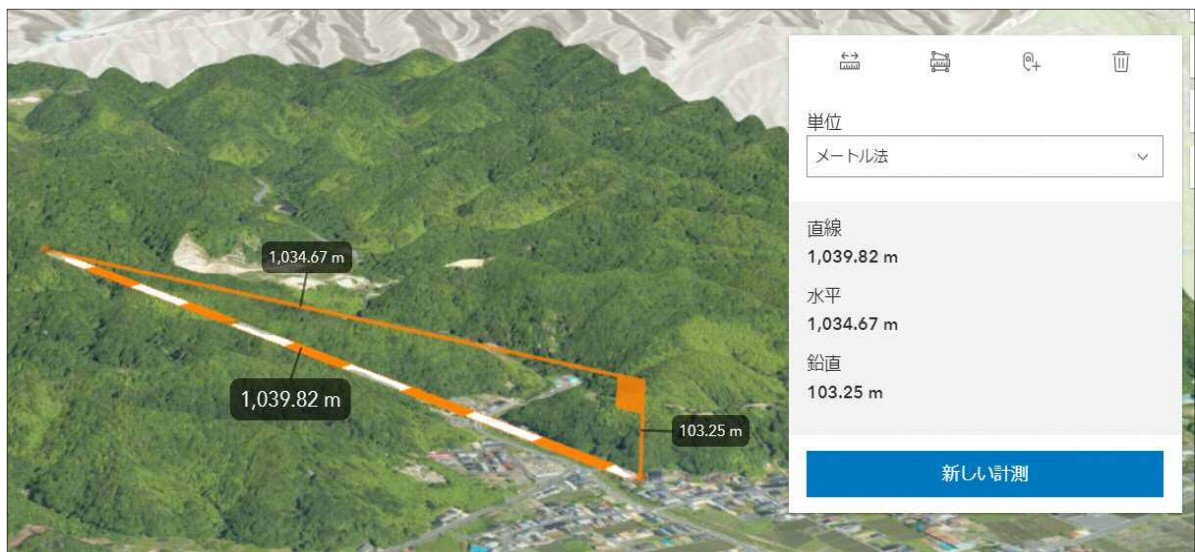 単位
メートル法
直線
1,039.82 m
水平
1,034.67 m
鉛直
103.25 m
新しい計測
1,034.67 m
1,039.82 m
103.25 m